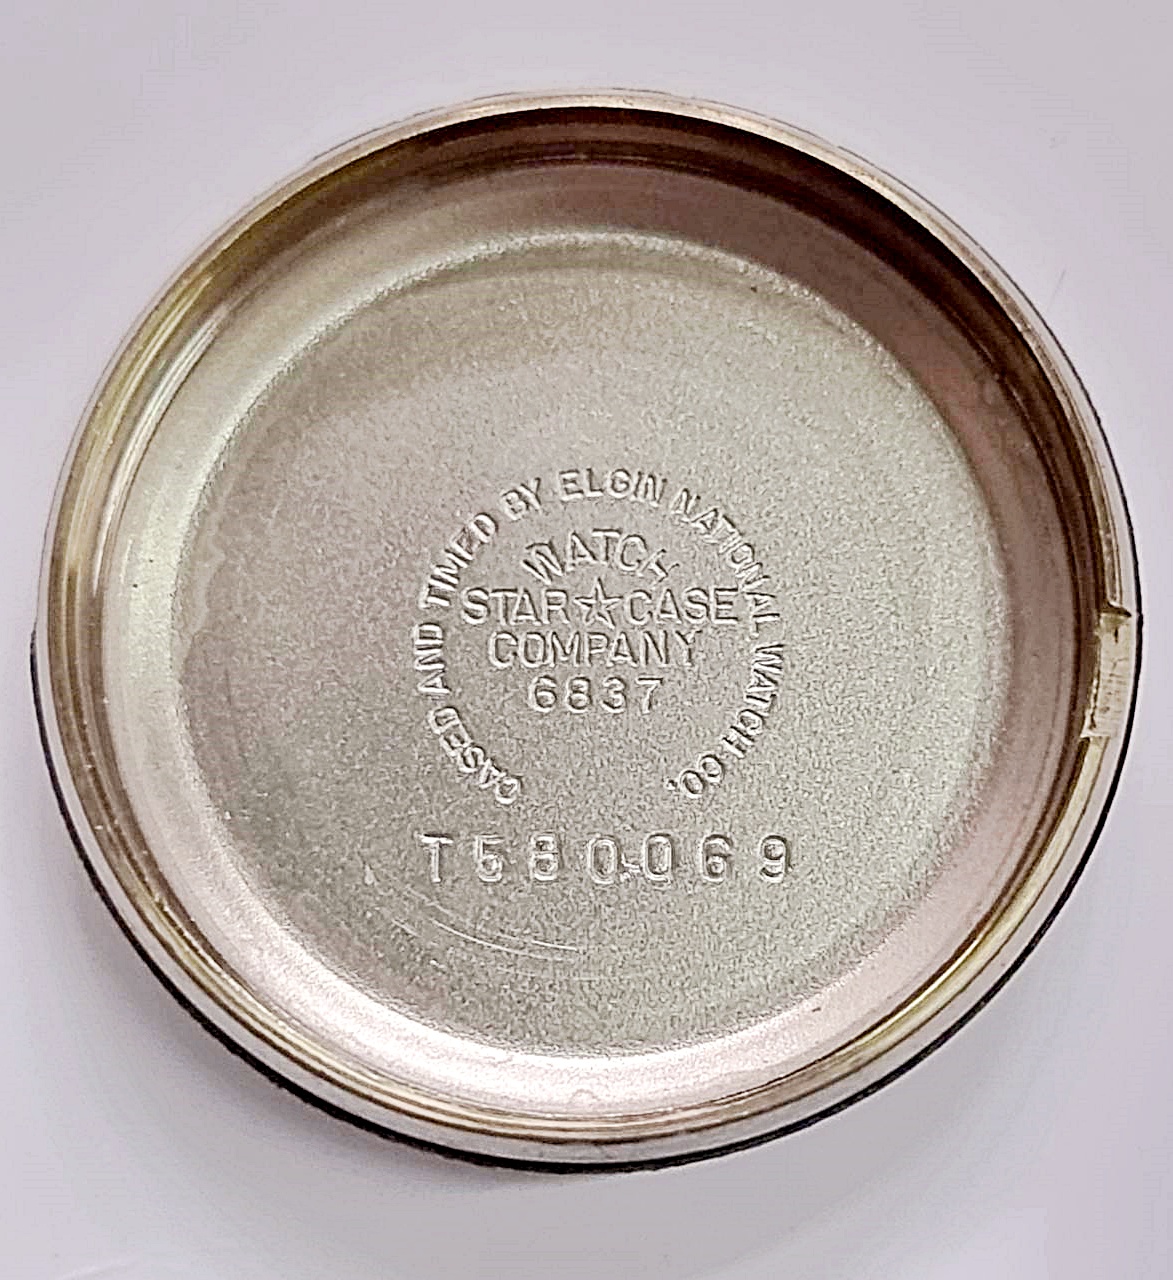 CASED AND TIMED BY ELGIN NATIONAL WATCH CO.
WATCH
STAR☆CASE
COMPANY
6837
T580069